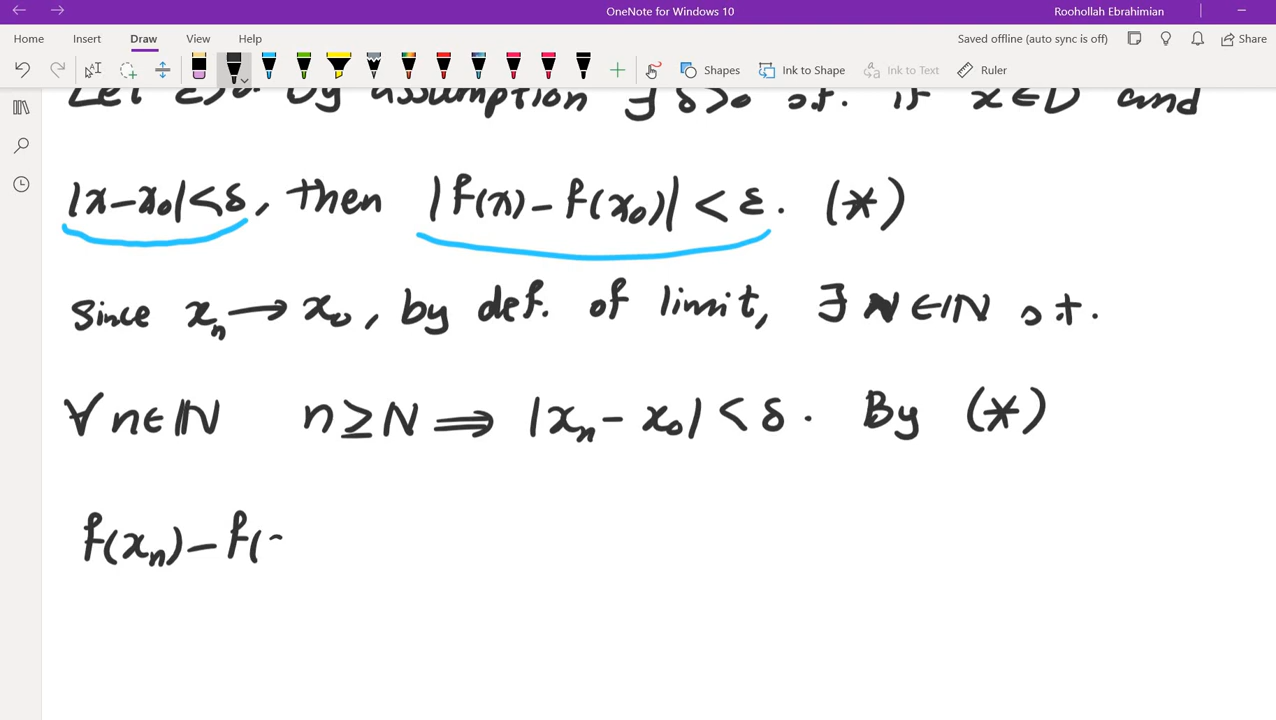 OneNote for Windows 10
Roohollah Ebrahimian
Home Insert Draw View Help
Saved offline (auto sync is off) Share
Shapes Ink to Shape Ink to Text Ruler
Let ε>0. By assumption ∃ δ>0 s.t. if x∈D and
|x-x₀|<δ, then |f(x)-f(x₀)|<ε. (*)
Since xₙ→x₀, by def. of limit, ∃ N∈ℕ s.t.
∀n∈ℕ n≥N ⟹ |xₙ-x₀|<δ. By (*)
f(xₙ)-f(